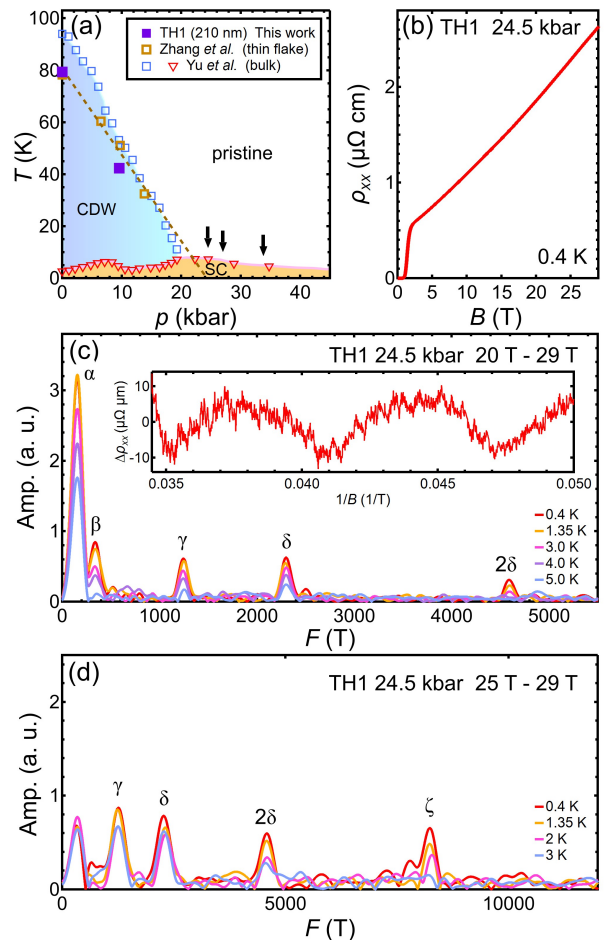 (a)
TH1 (210 nm) This work
Zhang et al. (thin flake)
Yu et al. (bulk)
100
80
60
40
20
0
T (K)
pristine
CDW
SC
0 10 20 30 40
p (kbar)
(b) TH1 24.5 kbar
2
1
0
ρxx (μΩ cm)
0.4 K
0 5 10 15 20 25
B (T)
(c) TH1 24.5 kbar 20 T - 29 T
3
2
1
0
Amp. (a. u.)
α
β
γ
δ
2δ
10
0
-10
Δρxx (μΩ μm)
0.035 0.040 0.045 0.050
1/B (1/T)
0.4 K
1.35 K
3.0 K
4.0 K
5.0 K
0 1000 2000 3000 4000 5000
F (T)
(d) TH1 24.5 kbar 25 T - 29 T
2
1
0
Amp. (a. u.)
γ
δ
2δ
ζ
0.4 K
1.35 K
2 K
3 K
0 5000 10000
F (T)